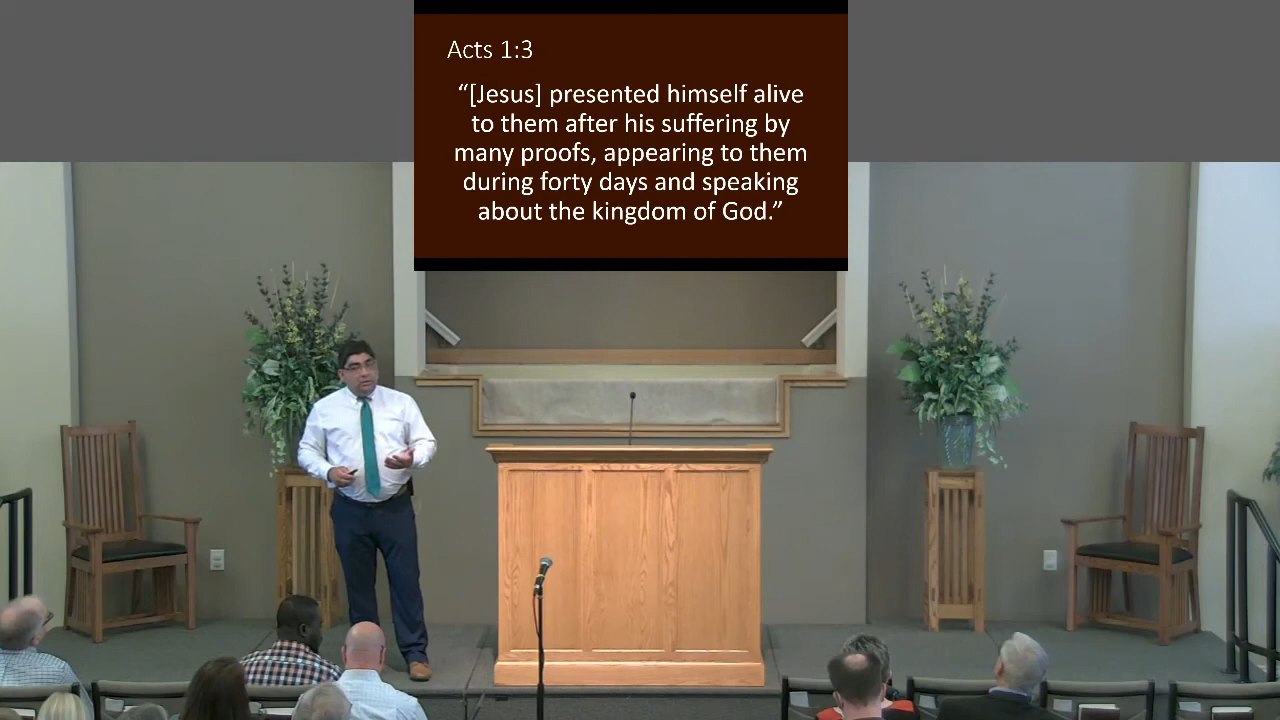 Acts 1:3
“[Jesus] presented himself alive
to them after his suffering by
many proofs, appearing to them
during forty days and speaking
about the kingdom of God.”